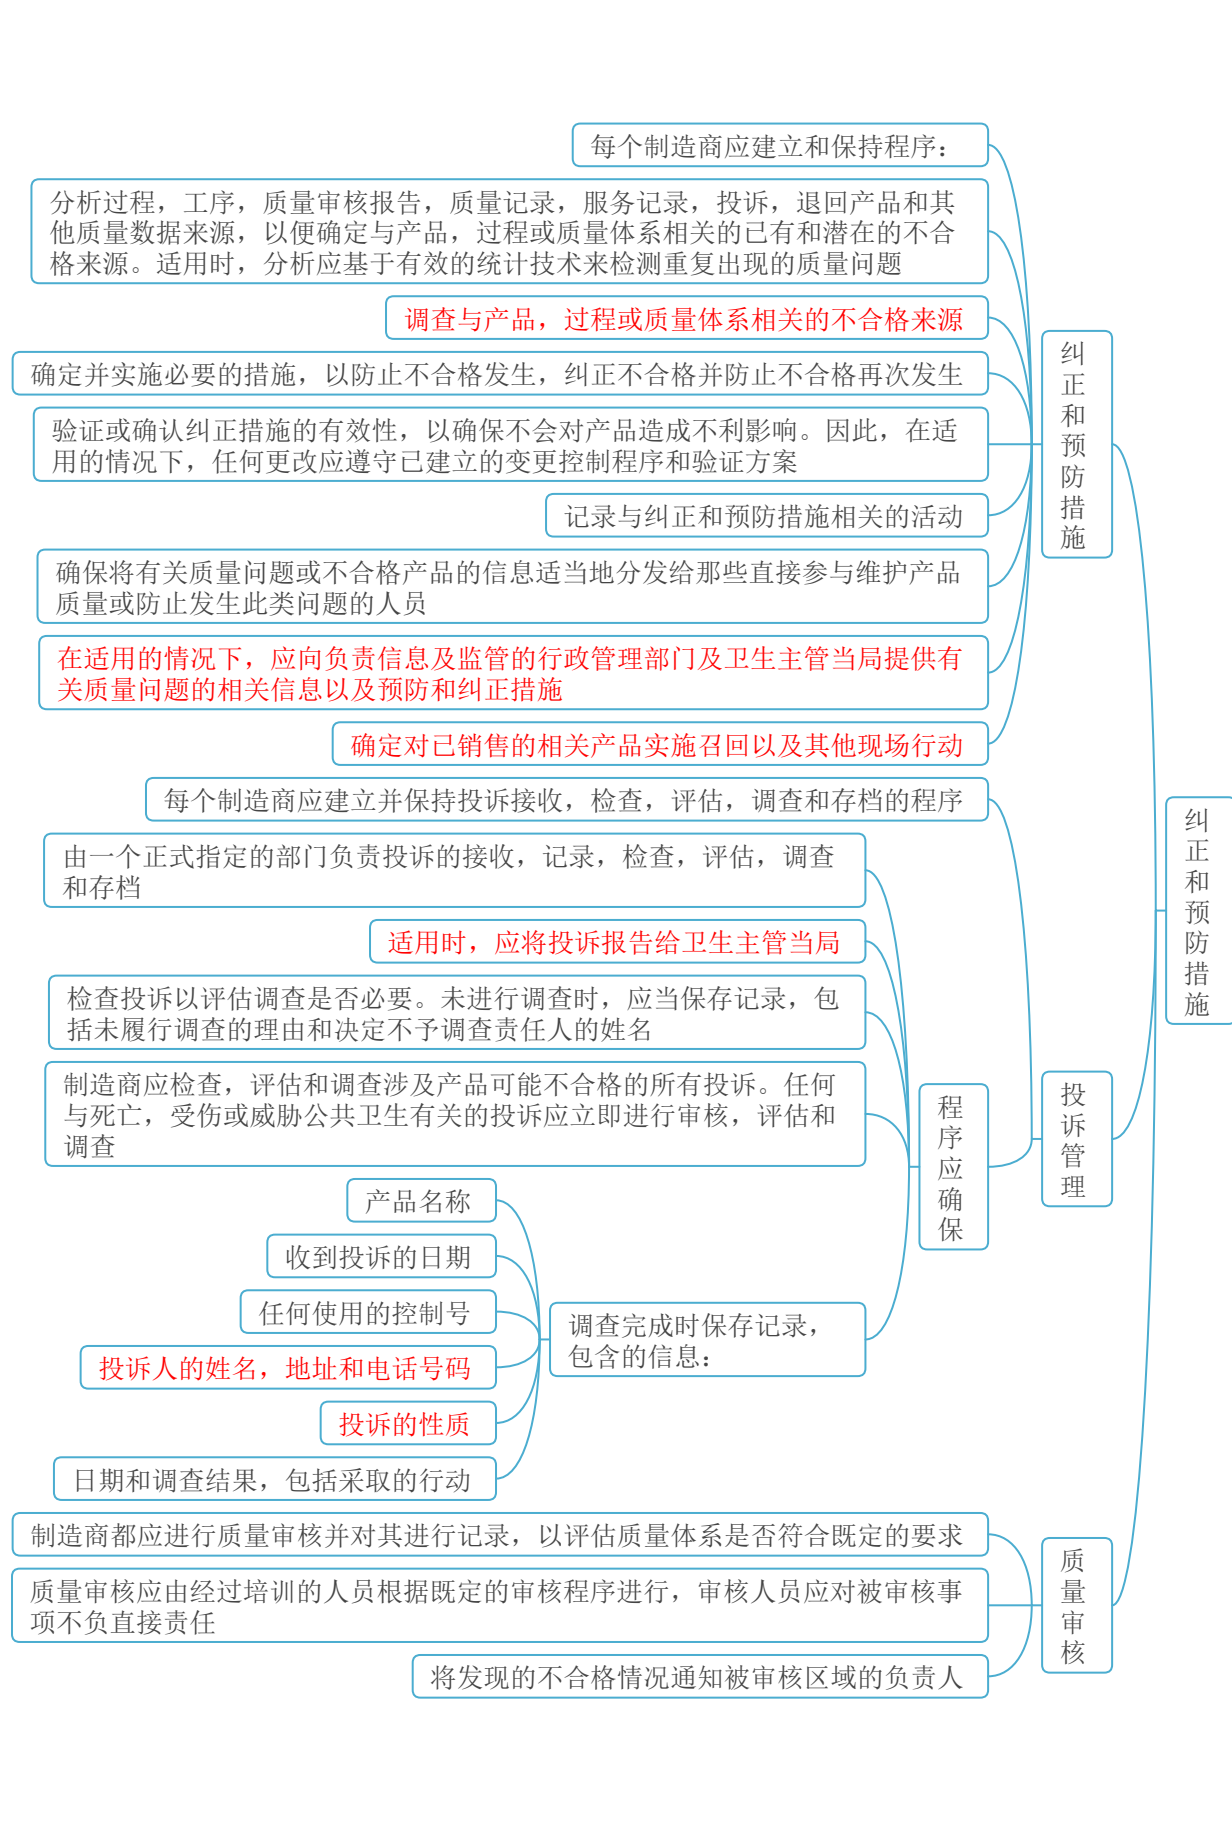 每个制造商应建立和保持程序：
分析过程，工序，质量审核报告，质量记录，服务记录，投诉，退回产品和其
他质量数据来源，以便确定与产品，过程或质量体系相关的已有和潜在的不合
格来源。适用时，分析应基于有效的统计技术来检测重复出现的质量问题
调查与产品，过程或质量体系相关的不合格来源
确定并实施必要的措施，以防止不合格发生，纠正不合格并防止不合格再次发生
验证或确认纠正措施的有效性，以确保不会对产品造成不利影响。因此，在适
用的情况下，任何更改应遵守已建立的变更控制程序和验证方案
记录与纠正和预防措施相关的活动
确保将有关质量问题或不合格产品的信息适当地分发给那些直接参与维护产品
质量或防止发生此类问题的人员
在适用的情况下，应向负责信息及监管的行政管理部门及卫生主管当局提供有
关质量问题的相关信息以及预防和纠正措施
确定对已销售的相关产品实施召回以及其他现场行动
纠正和预防措施
每个制造商应建立并保持投诉接收，检查，评估，调查和存档的程序
由一个正式指定的部门负责投诉的接收，记录，检查，评估，调查
和存档
适用时，应将投诉报告给卫生主管当局
检查投诉以评估调查是否必要。未进行调查时，应当保存记录，包
括未履行调查的理由和决定不予调查责任人的姓名
制造商应检查，评估和调查涉及产品可能不合格的所有投诉。任何
与死亡，受伤或威胁公共卫生有关的投诉应立即进行审核，评估和
调查
产品名称
收到投诉的日期
任何使用的控制号
投诉人的姓名，地址和电话号码
投诉的性质
日期和调查结果，包括采取的行动
调查完成时保存记录，
包含的信息：
程序应确保
投诉管理
制造商都应进行质量审核并对其进行记录，以评估质量体系是否符合既定的要求
质量审核应由经过培训的人员根据既定的审核程序进行，审核人员应对被审核事
项不负直接责任
将发现的不合格情况通知被审核区域的负责人
质量审核
纠正和预防措施